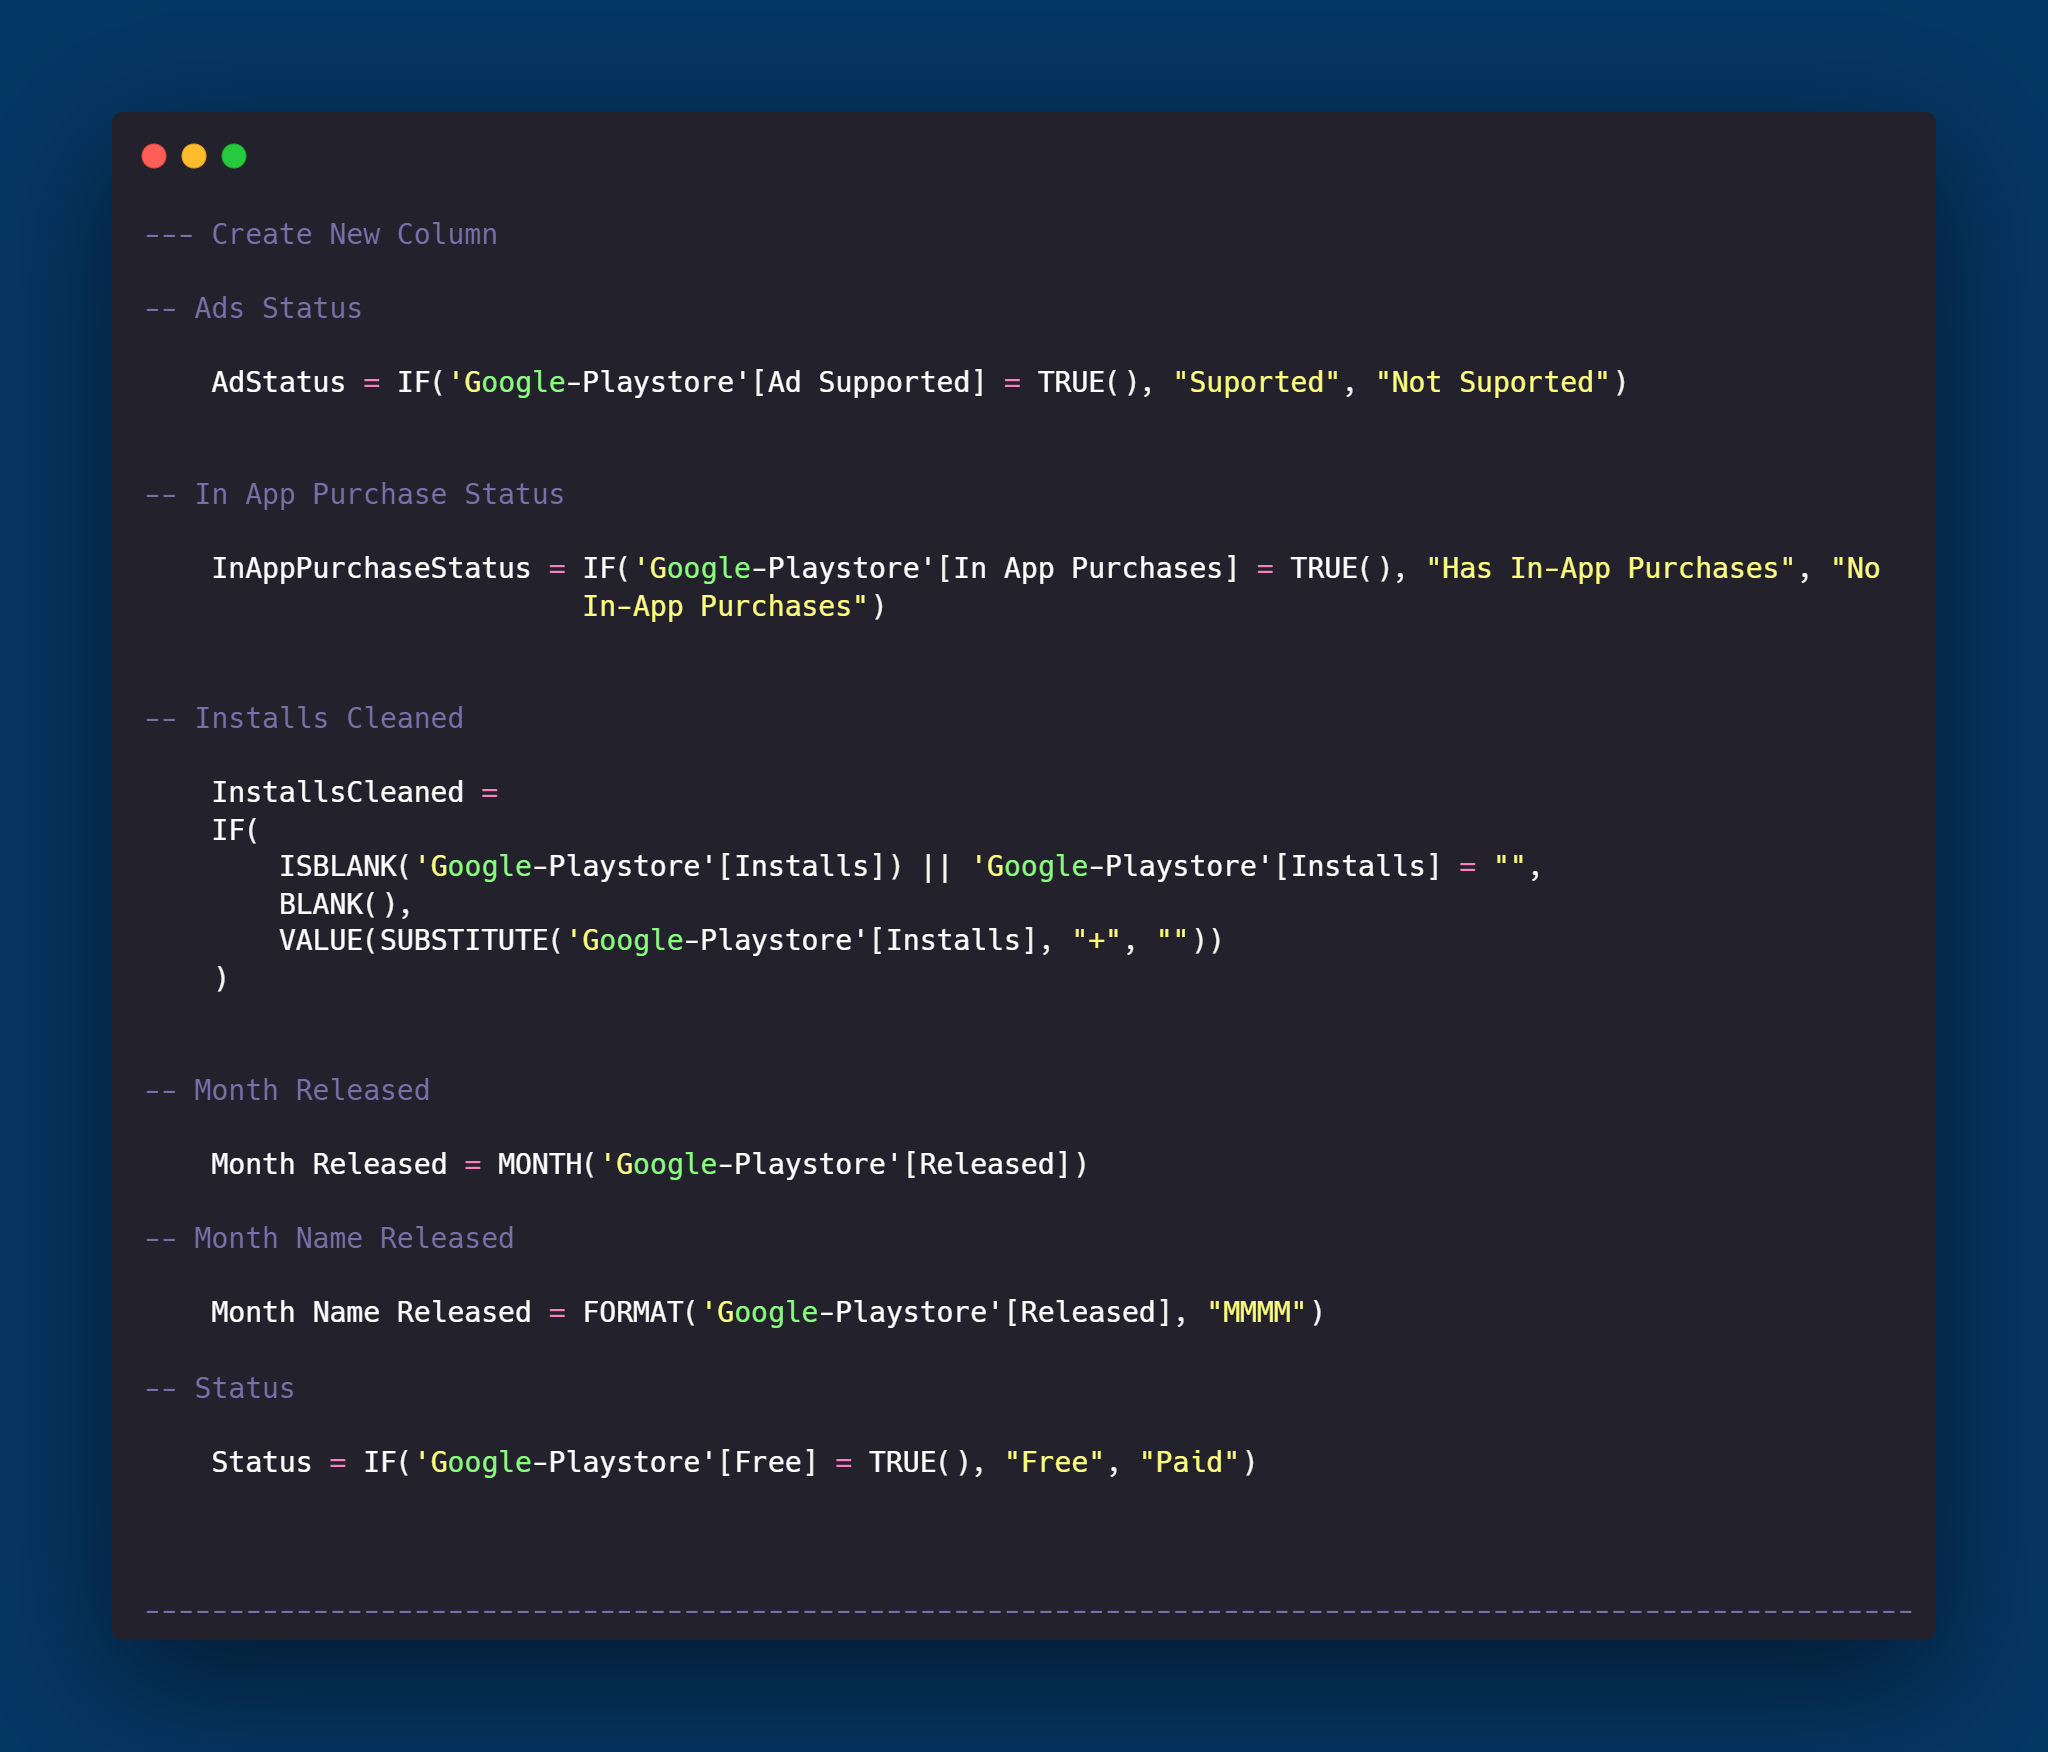 --- Create New Column
-- Ads Status
AdStatus = IF('Google-Playstore'[Ad Supported] = TRUE(), "Suported", "Not Suported")
-- In App Purchase Status
InAppPurchaseStatus = IF('Google-Playstore'[In App Purchases] = TRUE(), "Has In-App Purchases", "No
In-App Purchases")
-- Installs Cleaned
InstallsCleaned =
IF(
ISBLANK('Google-Playstore'[Installs]) || 'Google-Playstore'[Installs] = "",
BLANK(),
VALUE(SUBSTITUTE('Google-Playstore'[Installs], "+", ""))
)
-- Month Released
Month Released = MONTH('Google-Playstore'[Released])
-- Month Name Released
Month Name Released = FORMAT('Google-Playstore'[Released], "MMMM")
-- Status
Status = IF('Google-Playstore'[Free] = TRUE(), "Free", "Paid")
---------------------------------------------------------------------------------------------------------